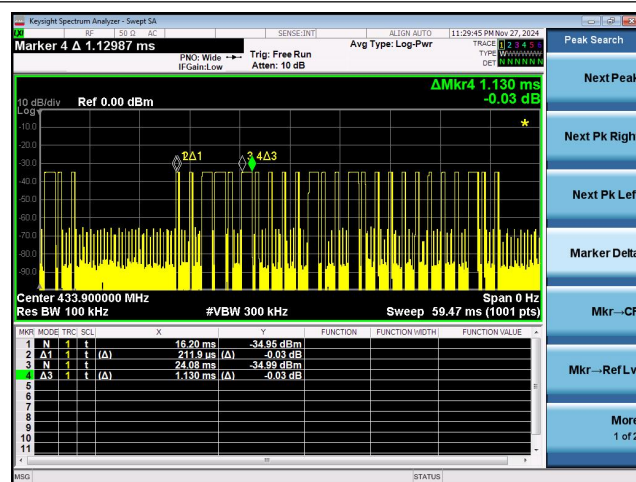 Keysight Spectrum Analyzer - Swept SA
LXI RF 50 Ω AC SENSE:INT ALIGN AUTO 11:29:45 PM Nov 27, 2024
Marker 4 Δ 1.12987 ms
PNO: Wide Trig: Free Run
IFGain:Low Atten: 10 dB
Avg Type: Log-Pwr
TRACE 1 2 3 4 5 6
TYPE W
DET N N N N N N
Peak Search
ΔMkr4 1.130 ms
-0.03 dB
10 dB/div Ref 0.00 dBm
Log
-10.0
-20.0
-30.0
-40.0
-50.0
-60.0
-70.0
-80.0
-90.0
2Δ1 3 4Δ3
*
Center 433.900000 MHz Span 0 Hz
Res BW 100 kHz #VBW 300 kHz Sweep 59.47 ms (1001 pts)
MKR MODE TRC SCL X Y FUNCTION FUNCTION WIDTH FUNCTION VALUE
1 N 1 t 16.20 ms -34.95 dBm
2 Δ1 1 t (Δ) 211.9 µs (Δ) -0.03 dB
3 N 1 t 24.08 ms -34.99 dBm
4 Δ3 1 t (Δ) 1.130 ms (Δ) -0.03 dB
5
6
7
8
9
10
11
Next Peak
Next Pk Righ
Next Pk Left
Marker Delta
Mkr→CF
Mkr→Ref Lv
More
1 of 2
MSG STATUS